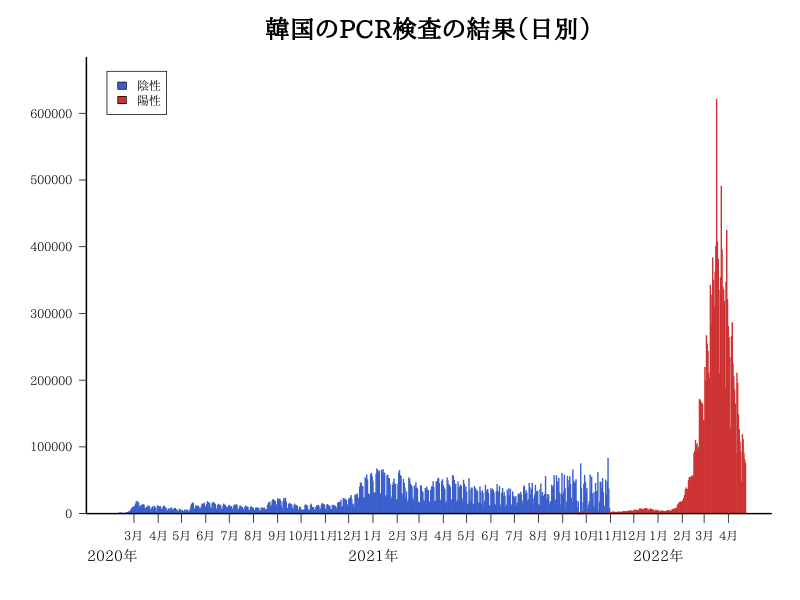 韓国のPCR検査の結果（日別）
陰性
陽性
600000
500000
400000
300000
200000
100000
0
3月 4月 5月 6月 7月 8月 9月 10月 11月 12月 1月 2月 3月 4月 5月 6月 7月 8月 9月 10月 11月 12月 1月 2月 3月 4月
2020年 2021年 2022年